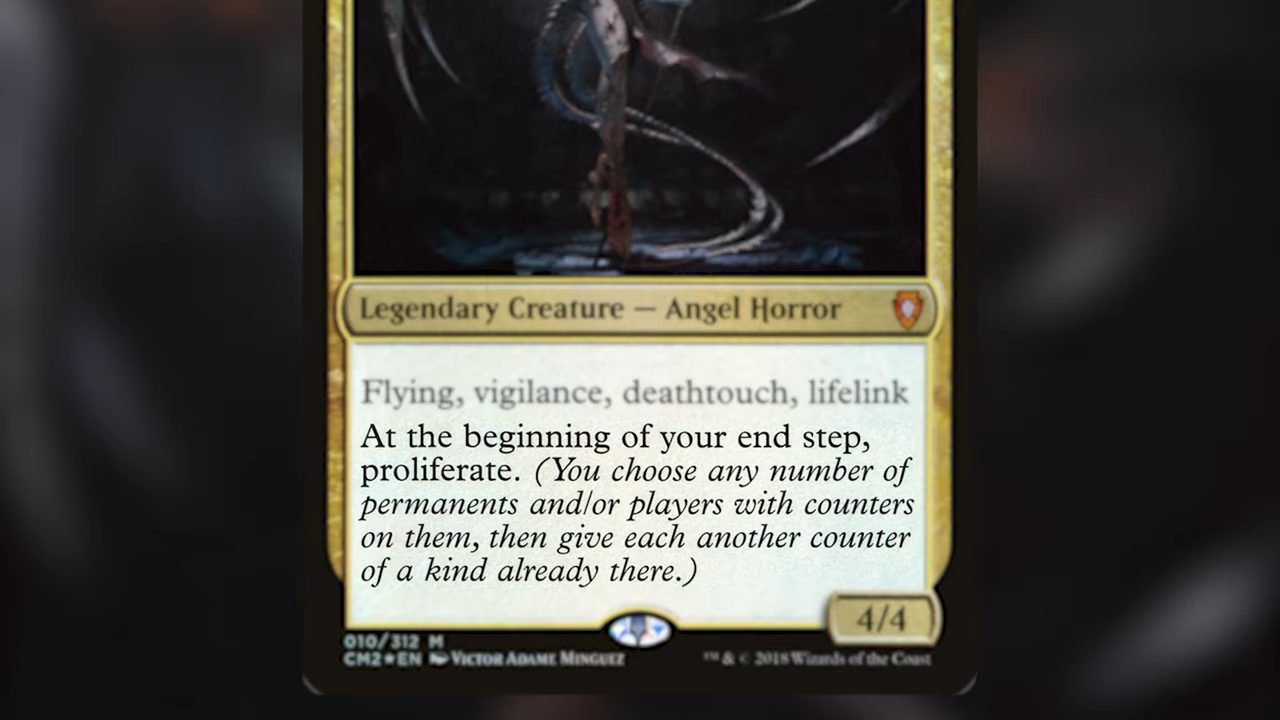 Legendary Creature — Angel Horror
Flying, vigilance, deathtouch, lifelink
At the beginning of your end step,
proliferate. (You choose any number of
permanents and/or players with counters
on them, then give each another counter
of a kind already there.)
4/4
010/312 M
CM2★EN Victor Adame Minguez
™ & © 2018 Wizards of the Coast